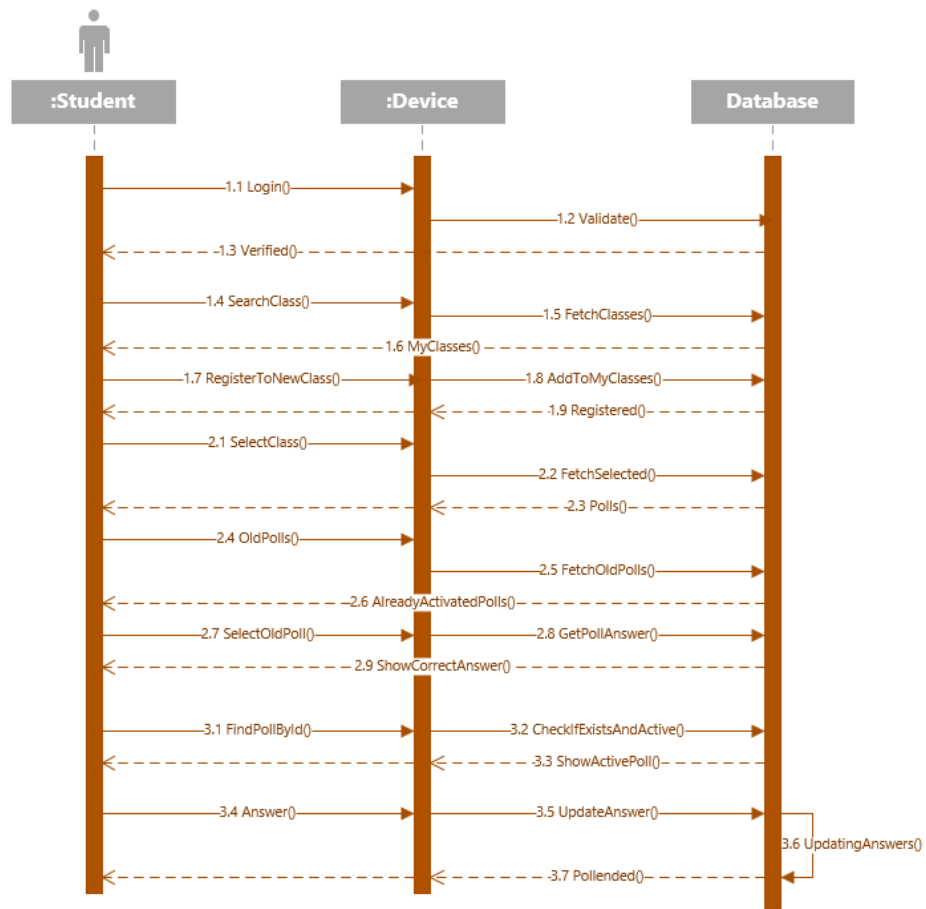 :Student
:Device
Database
1.1 Login()
1.2 Validate()
1.3 Verified()
1.4 SearchClass()
1.5 FetchClasses()
1.6 MyClasses()
1.7 RegisterToNewClass()
1.8 AddToMyClasses()
1.9 Registered()
2.1 SelectClass()
2.2 FetchSelected()
2.3 Polls()
2.4 OldPolls()
2.5 FetchOldPolls()
2.6 AlreadyActivatedPolls()
2.7 SelectOldPoll()
2.8 GetPollAnswer()
2.9 ShowCorrectAnswer()
3.1 FindPollById()
3.2 CheckIfExistsAndActive()
3.3 ShowActivePoll()
3.4 Answer()
3.5 UpdateAnswer()
3.6 UpdatingAnswers()
3.7 Pollended()